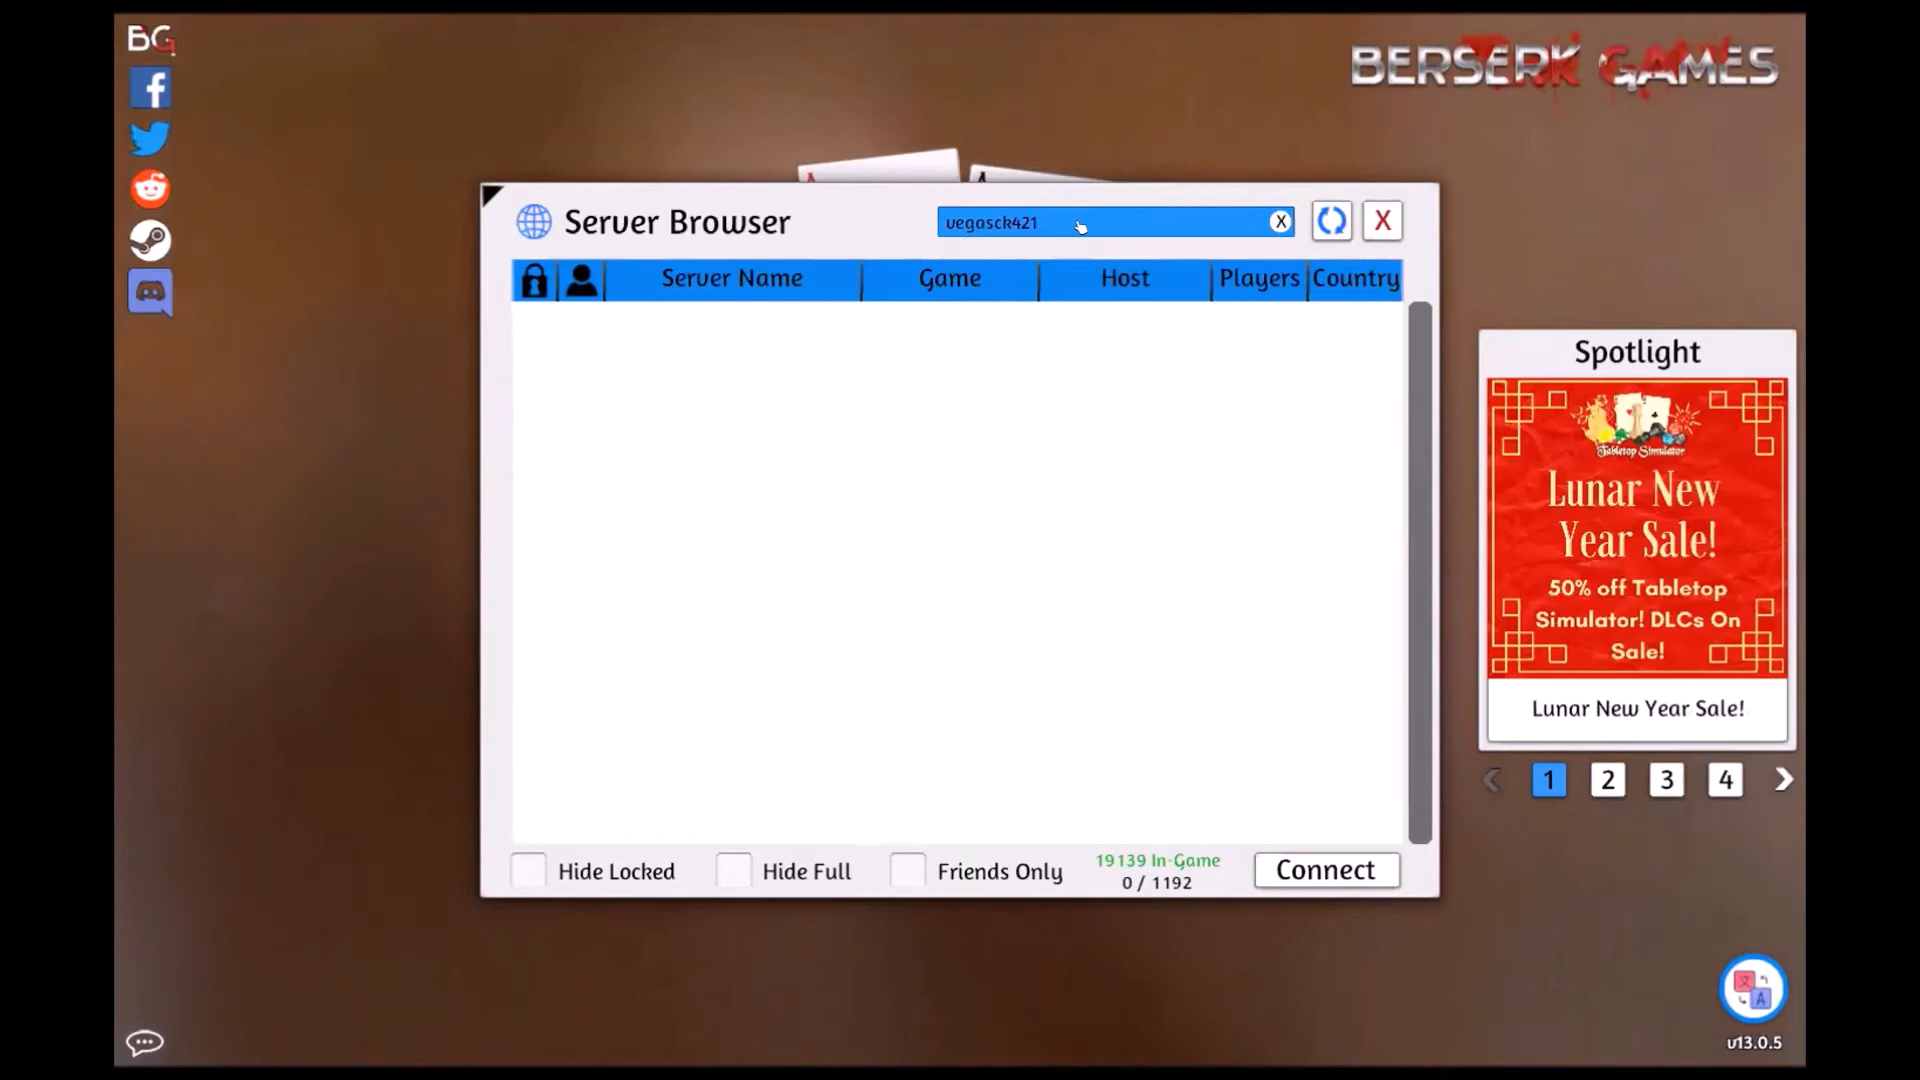 BG
BERSERK GAMES
Server Browser
vegasck421
X
X
Server Name
Game
Host
Players
Country
Hide Locked
Hide Full
Friends Only
19139 In-Game
0 / 1192
Connect
Spotlight
Tabletop Simulator
Lunar New
Year Sale!
50% off Tabletop
Simulator! DLCs On
Sale!
Lunar New Year Sale!
1
2
3
4
文
A
v13.0.5